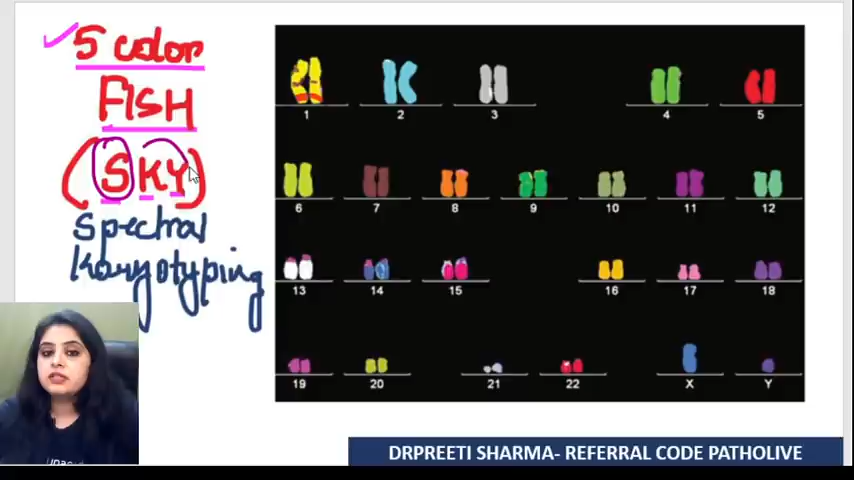 5 color
FISH
(SKY)
Spectral
Karyotyping
1 2 3 4 5
6 7 8 9 10 11 12
13 14 15 16 17 18
19 20 21 22 X Y
DRPREETI SHARMA- REFERRAL CODE PATHOLIVE